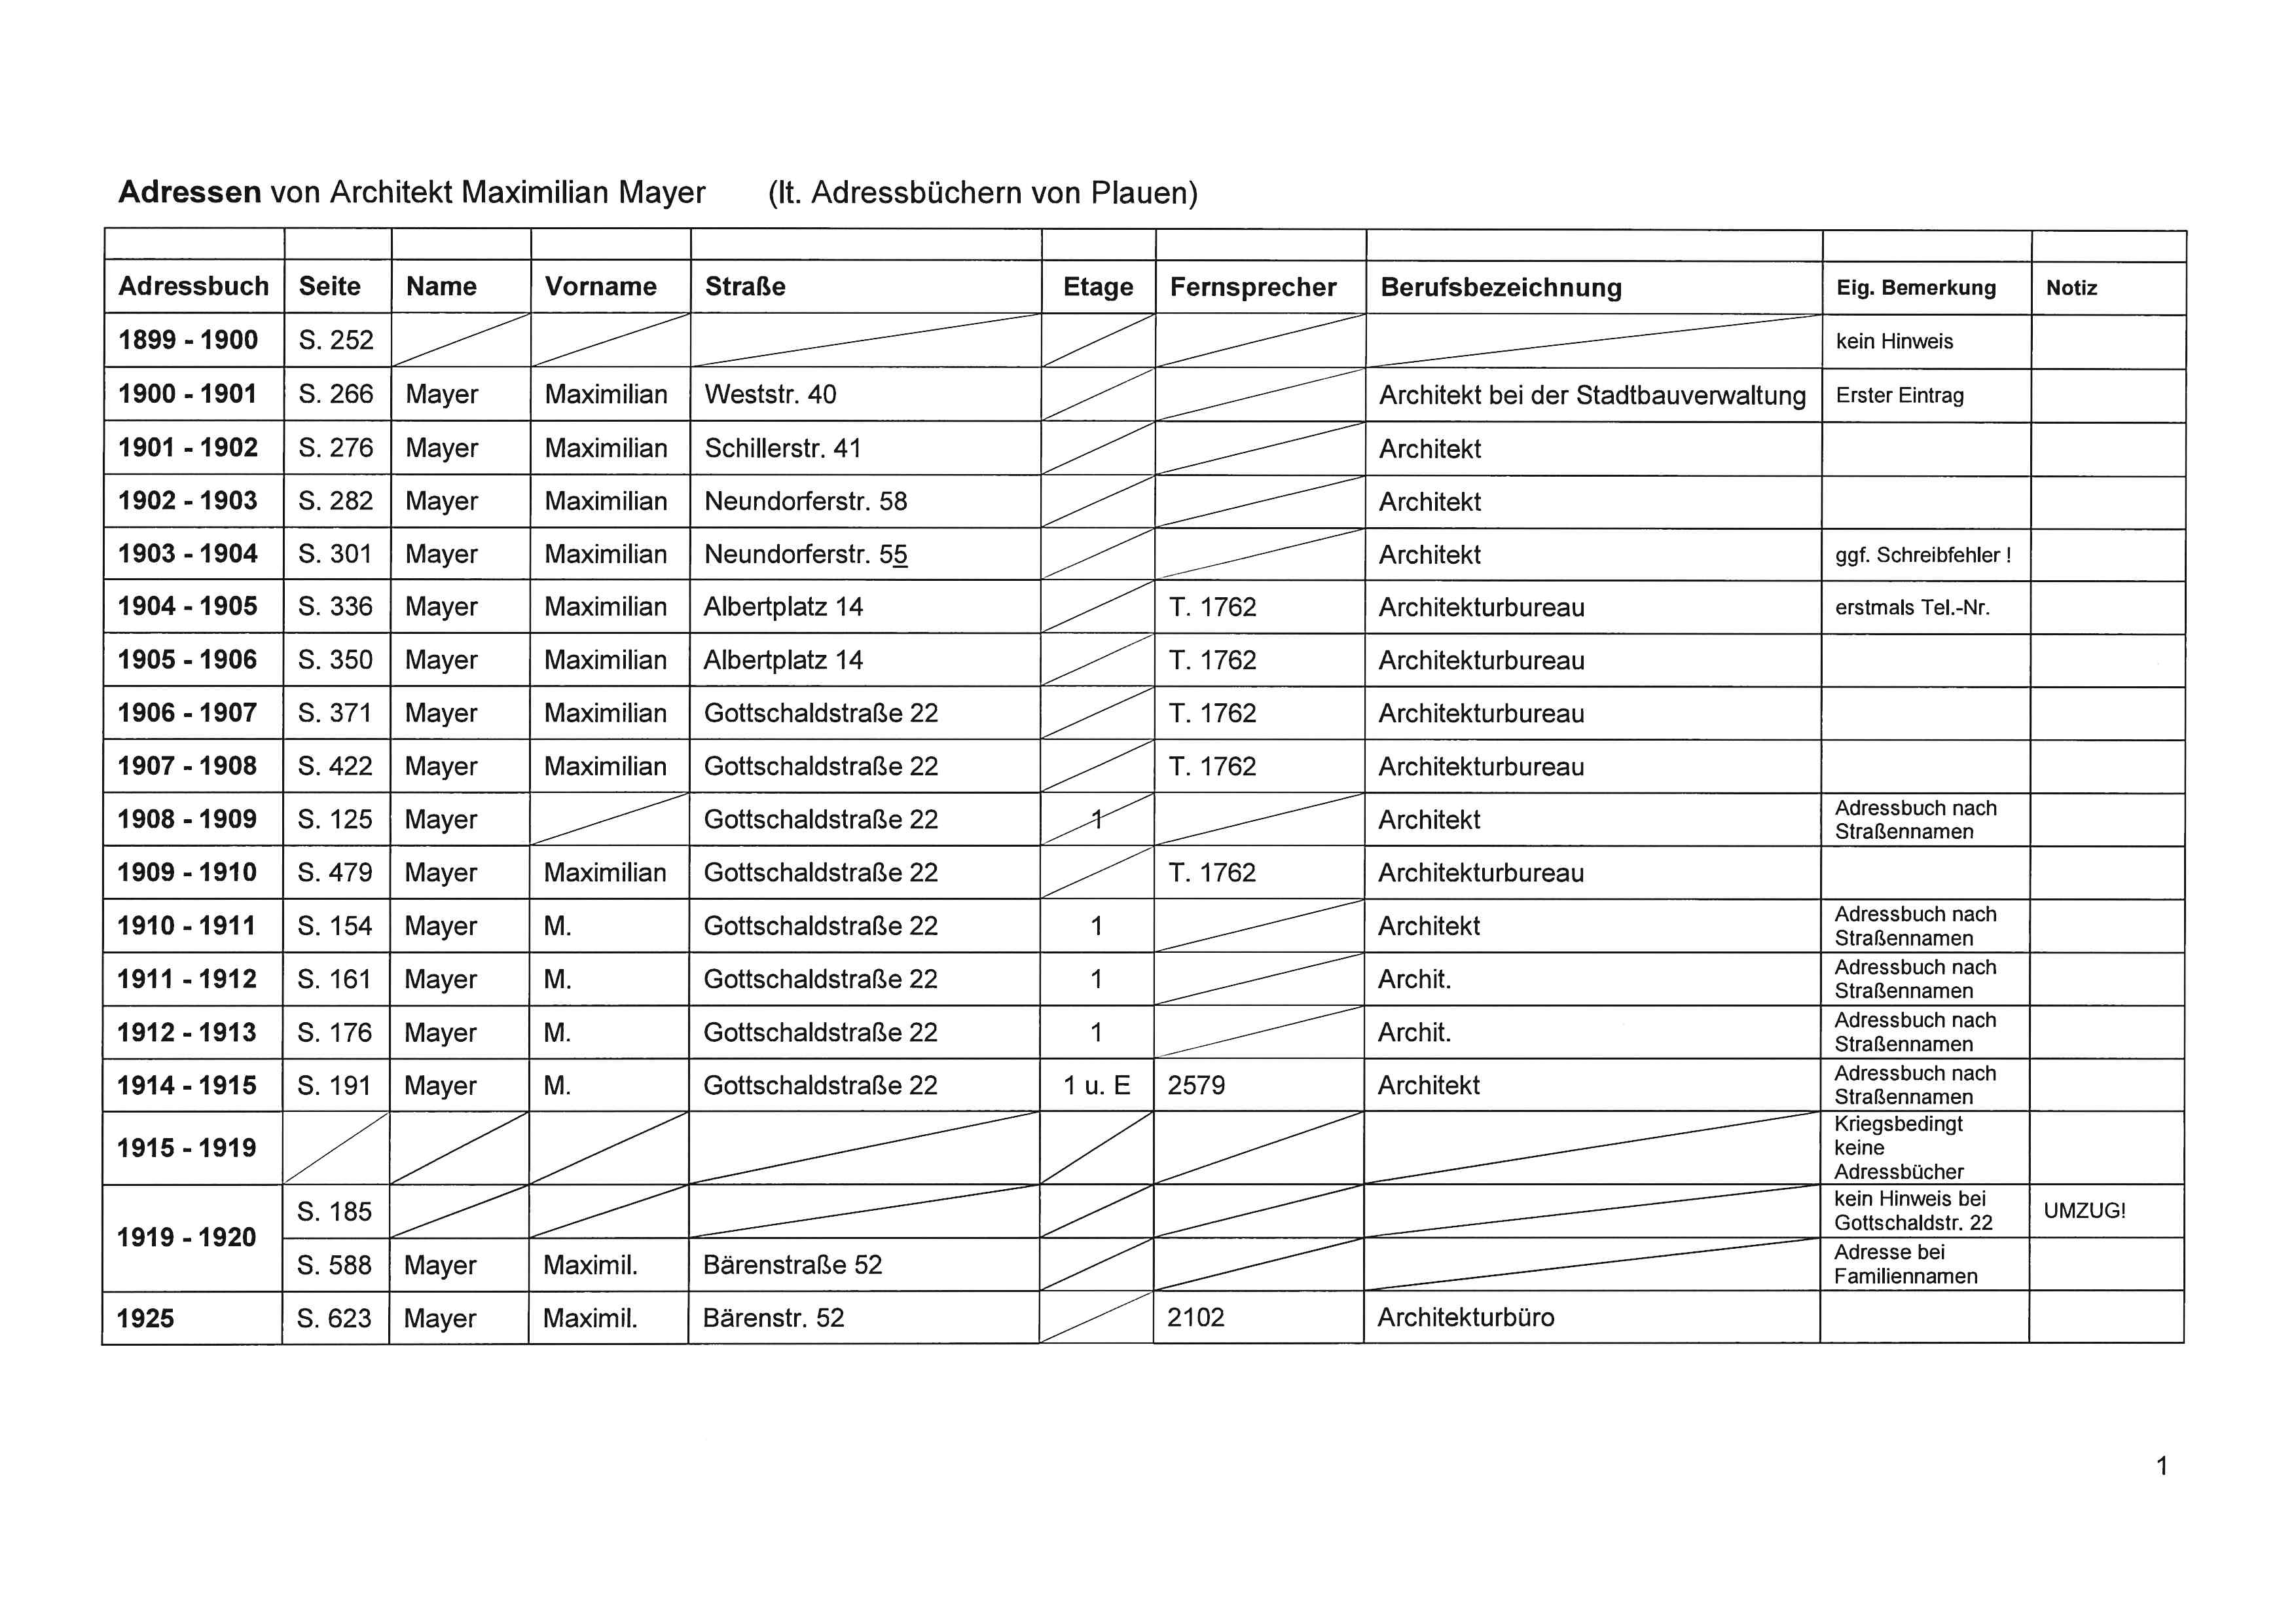 Adressen von Architekt Maximilian Mayer (lt. Adressbüchern von Plauen)
Adressbuch Seite Name Vorname Straße Etage Fernsprecher Berufsbezeichnung Eig. Bemerkung Notiz
1899 - 1900 S. 252 kein Hinweis
1900 - 1901 S. 266 Mayer Maximilian Weststr. 40 Architekt bei der Stadtbauverwaltung Erster Eintrag
1901 - 1902 S. 276 Mayer Maximilian Schillerstr. 41 Architekt
1902 - 1903 S. 282 Mayer Maximilian Neundorferstr. 58 Architekt
1903 - 1904 S. 301 Mayer Maximilian Neundorferstr. 55 Architekt ggf. Schreibfehler !
1904 - 1905 S. 336 Mayer Maximilian Albertplatz 14 T. 1762 Architekturbureau erstmals Tel.-Nr.
1905 - 1906 S. 350 Mayer Maximilian Albertplatz 14 T. 1762 Architekturbureau
1906 - 1907 S. 371 Mayer Maximilian Gottschaldstraße 22 T. 1762 Architekturbureau
1907 - 1908 S. 422 Mayer Maximilian Gottschaldstraße 22 T. 1762 Architekturbureau
1908 - 1909 S. 125 Mayer Gottschaldstraße 22 1 Architekt Adressbuch nach
Straßennamen
1909 - 1910 S. 479 Mayer Maximilian Gottschaldstraße 22 T. 1762 Architekturbureau
1910 - 1911 S. 154 Mayer M. Gottschaldstraße 22 1 Architekt Adressbuch nach
Straßennamen
1911 - 1912 S. 161 Mayer M. Gottschaldstraße 22 1 Archit. Adressbuch nach
Straßennamen
1912 - 1913 S. 176 Mayer M. Gottschaldstraße 22 1 Archit. Adressbuch nach
Straßennamen
1914 - 1915 S. 191 Mayer M. Gottschaldstraße 22 1 u. E 2579 Architekt Adressbuch nach
Straßennamen
1915 - 1919 Kriegsbedingt
keine
Adressbücher
1919 - 1920 S. 185 kein Hinweis bei
Gottschaldstr. 22 UMZUG!
S. 588 Mayer Maximil. Bärenstraße 52 Adresse bei
Familiennamen
1925 S. 623 Mayer Maximil. Bärenstr. 52 2102 Architekturbüro
1